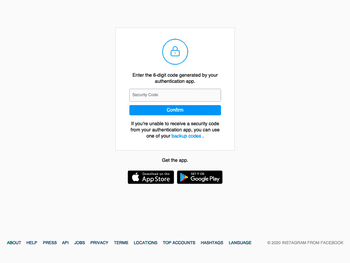 Enter the 6-digit code generated by your
authentication app.
Security Code
Confirm
If you're unable to receive a security code
from your authentication app, you can use
one of your backup codes .
Get the app.
Download on the
App Store
GET IT ON
Google Play
ABOUT HELP PRESS API JOBS PRIVACY TERMS LOCATIONS TOP ACCOUNTS HASHTAGS LANGUAGE © 2020 INSTAGRAM FROM FACEBOOK